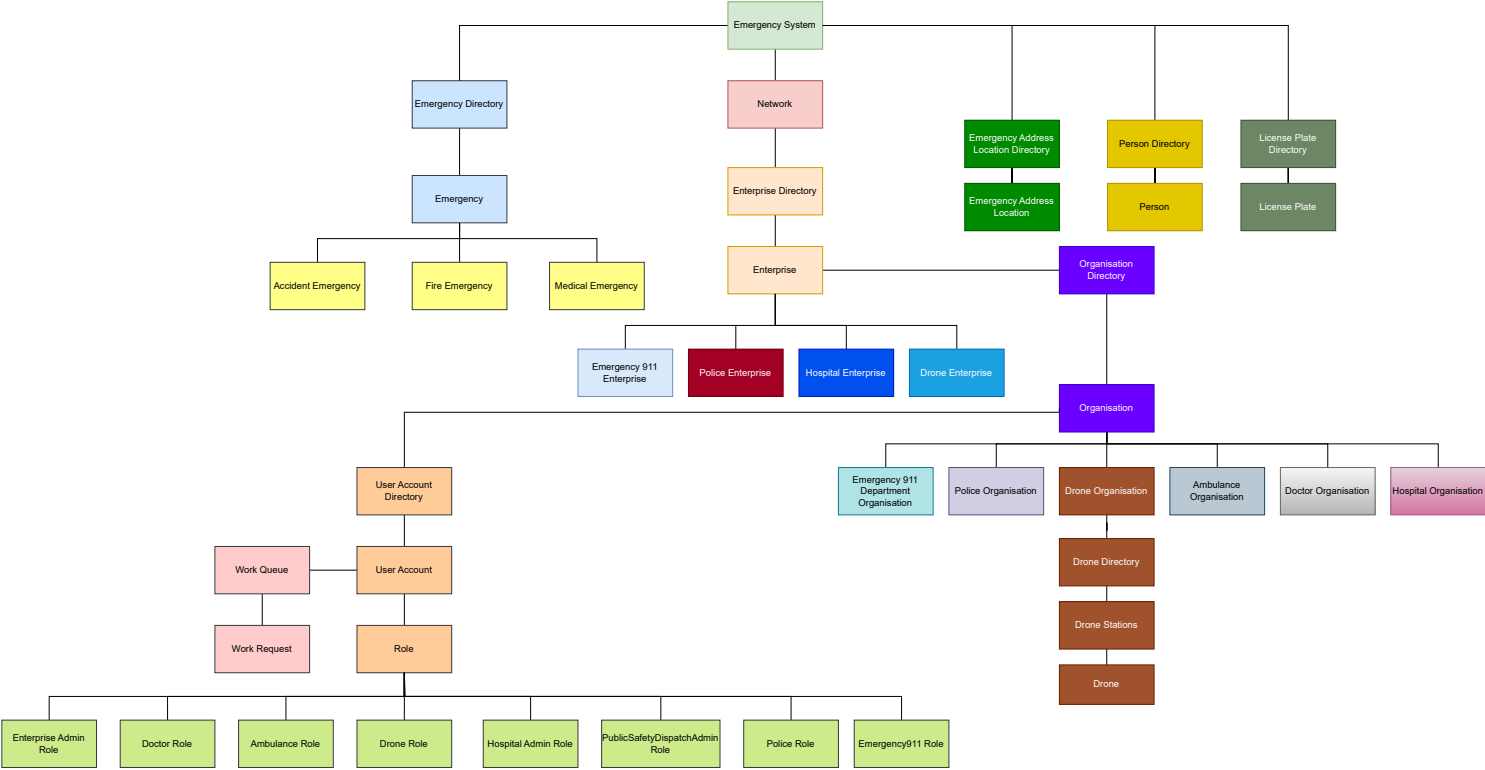 Emergency System
Emergency Directory
Network
Emergency Address
Location Directory
Person Directory
License Plate
Directory
Enterprise Directory
Emergency
Emergency Address
Location
Person
License Plate
Enterprise
Organisation
Directory
Accident Emergency
Fire Emergency
Medical Emergency
Emergency 911
Enterprise
Police Enterprise
Hospital Enterprise
Drone Enterprise
Organisation
User Account
Directory
Emergency 911
Department
Organisation
Police Organisation
Drone Organisation
Ambulance
Organisation
Doctor Organisation
Hospital Organisation
Work Queue
User Account
Drone Directory
Drone Stations
Work Request
Role
Drone
Enterprise Admin
Role
Doctor Role
Ambulance Role
Drone Role
Hospital Admin Role
PublicSafetyDispatchAdmin
Role
Police Role
Emergency911 Role